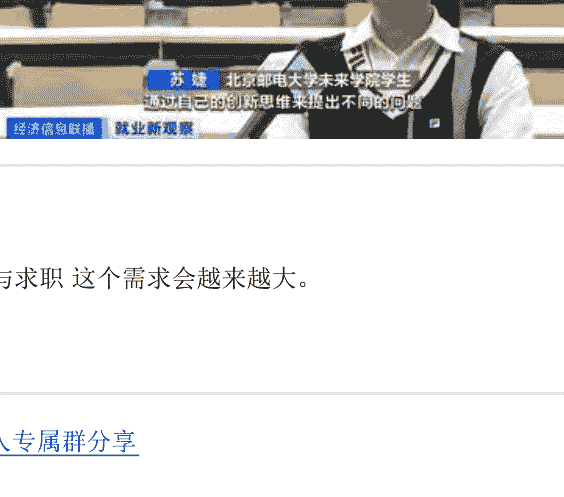 苏婕 北京邮电大学未来学院学生
通过自己的创新思维来提出不同的问题
经济信息联播 就业新观察
与求职 这个需求会越来越大。
人专属群分享